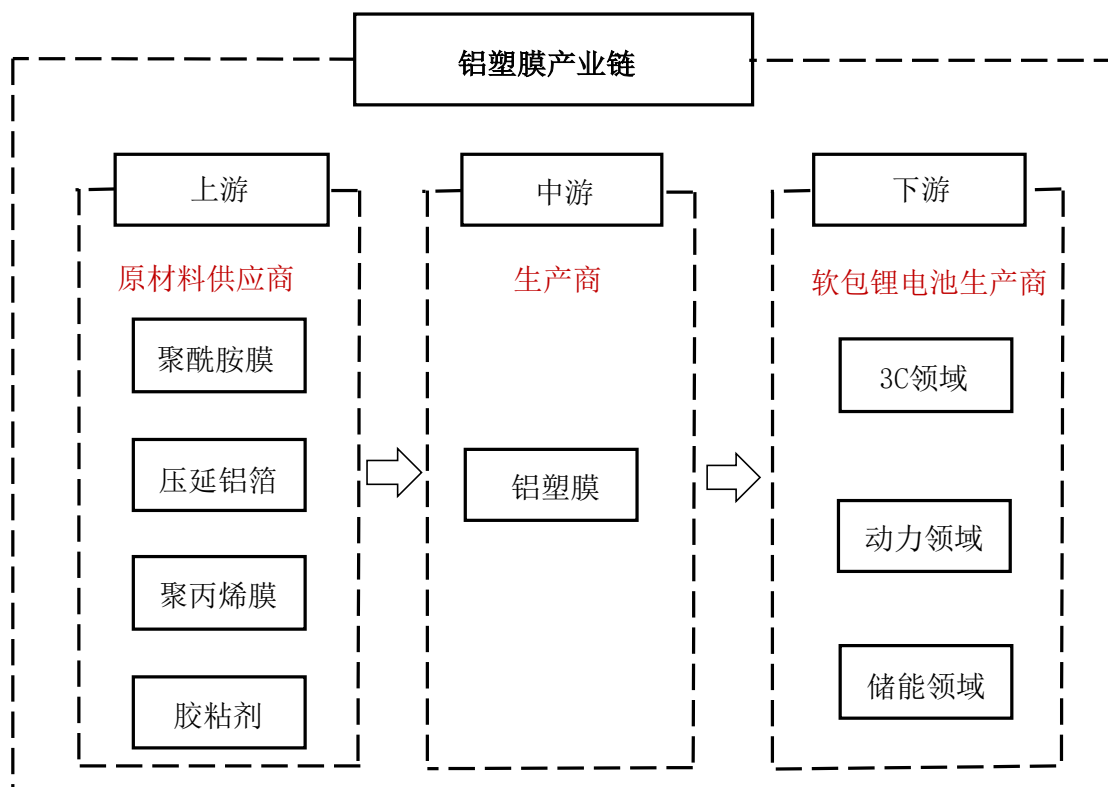 铝塑膜产业链
上游
中游
下游
原材料供应商
生产商
软包锂电池生产商
聚酰胺膜
压延铝箔
聚丙烯膜
胶粘剂
铝塑膜
3C领域
动力领域
储能领域